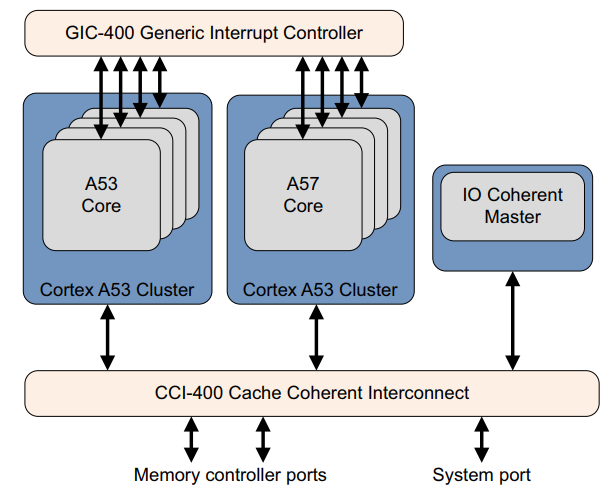 GIC-400 Generic Interrupt Controller
A53
Core
A57
Core
IO Coherent
Master
Cortex A53 Cluster
Cortex A53 Cluster
CCI-400 Cache Coherent Interconnect
Memory controller ports
System port